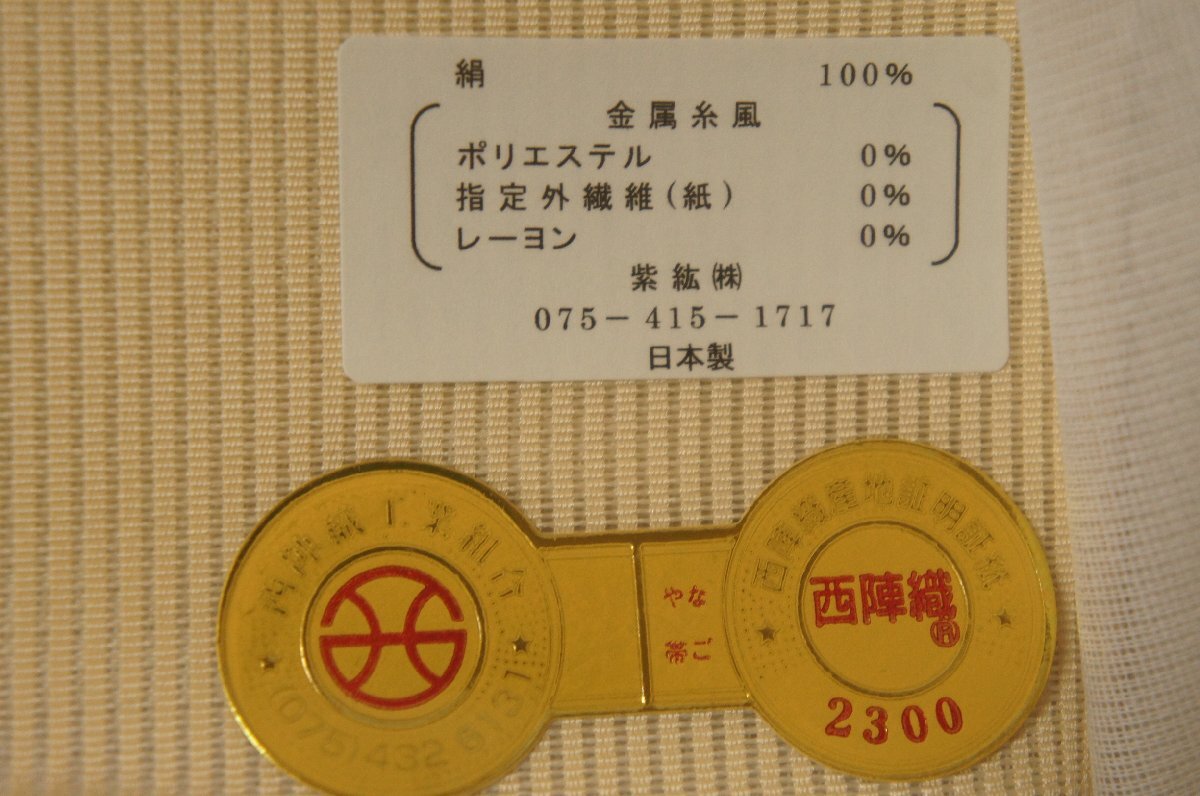 絹 100%
金属糸風
ポリエステル 0%
指定外繊維(紙) 0%
レーヨン 0%
紫紘㈱
075-415-1717
日本製
西陣織工業組合
(075)432 6131
なごや帯
西陣織産地証明証紙
西陣織®
2300